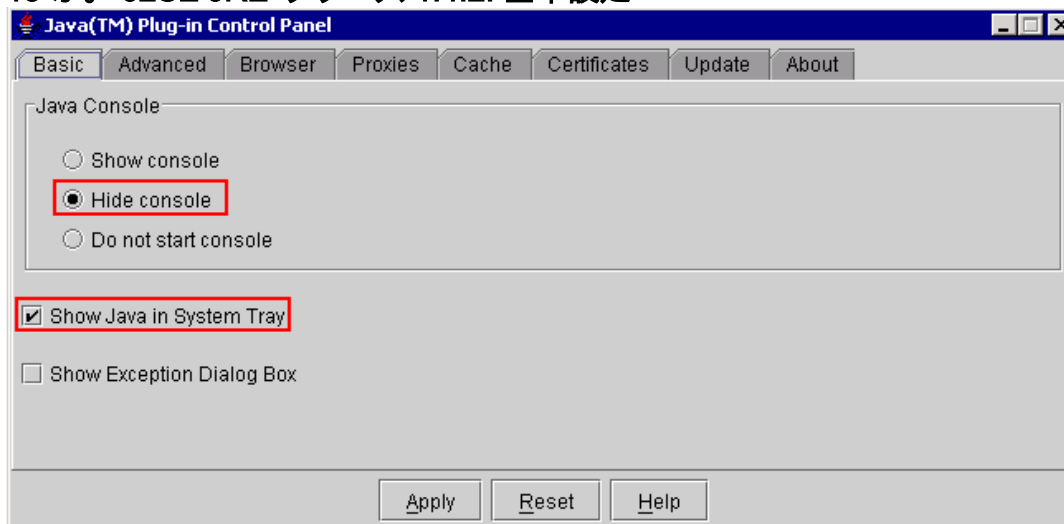 Java(TM) Plug-in Control Panel
Basic Advanced Browser Proxies Cache Certificates Update About
Java Console
Show console
Hide console
Do not start console
Show Java in System Tray
Show Exception Dialog Box
Apply Reset Help